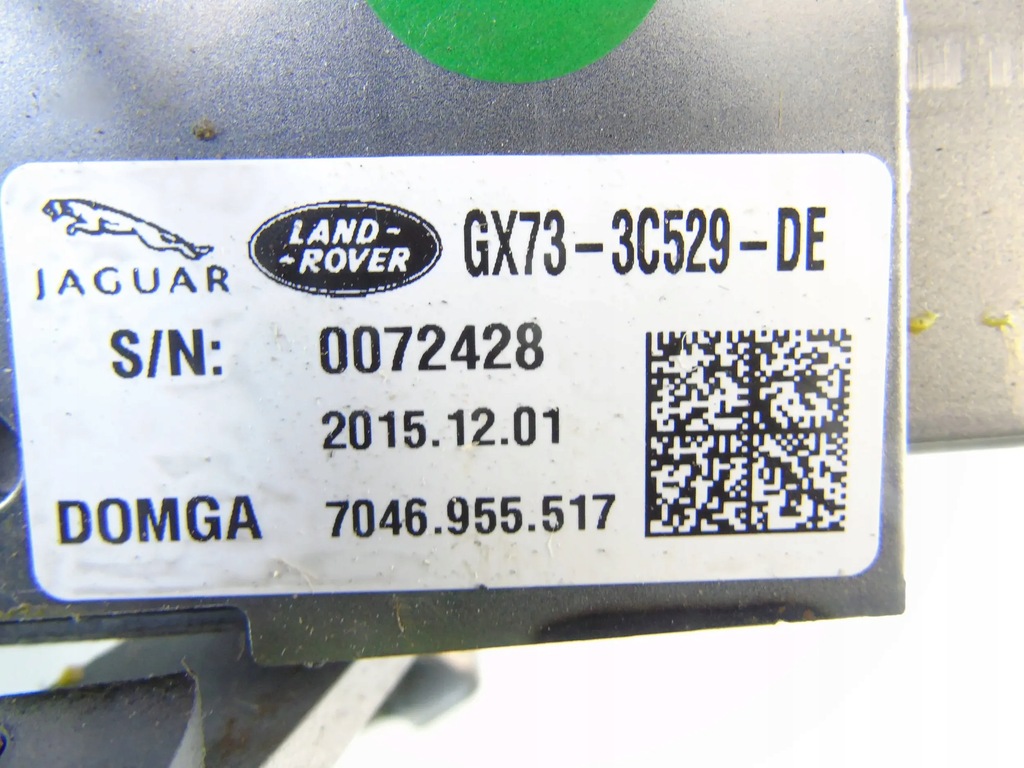 JAGUAR LAND-ROVER GX73-3C529-DE
S/N: 0072428
2015.12.01
DOMGA 7046.955.517